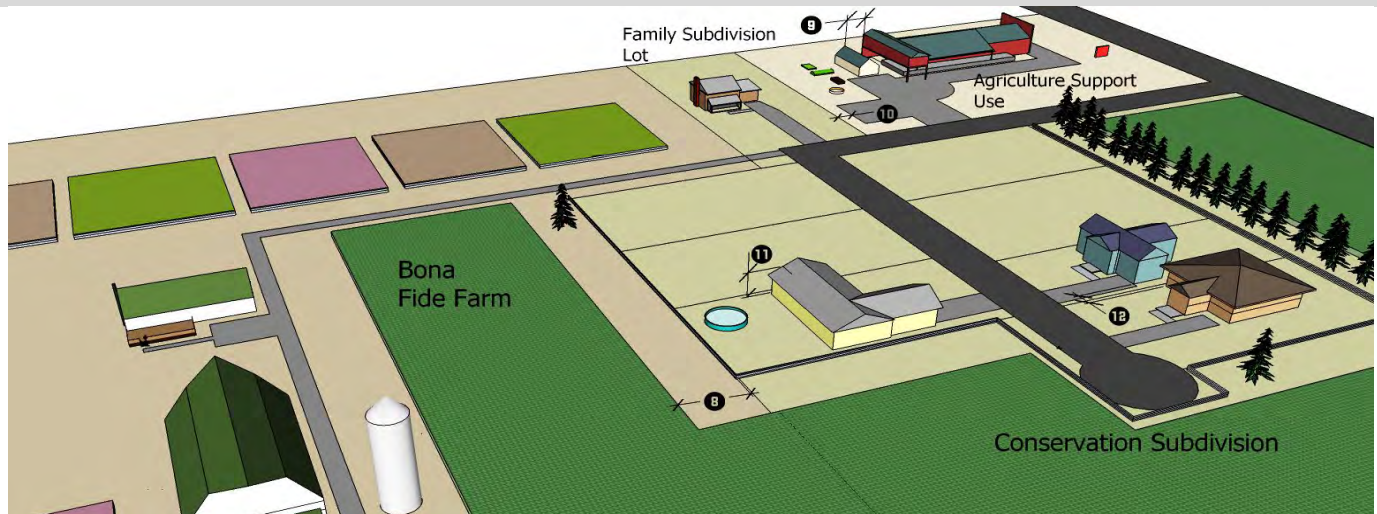 9
Family Subdivision
Lot
Agriculture Support
Use
10
11
Bona
Fide Farm
12
8
Conservation Subdivision